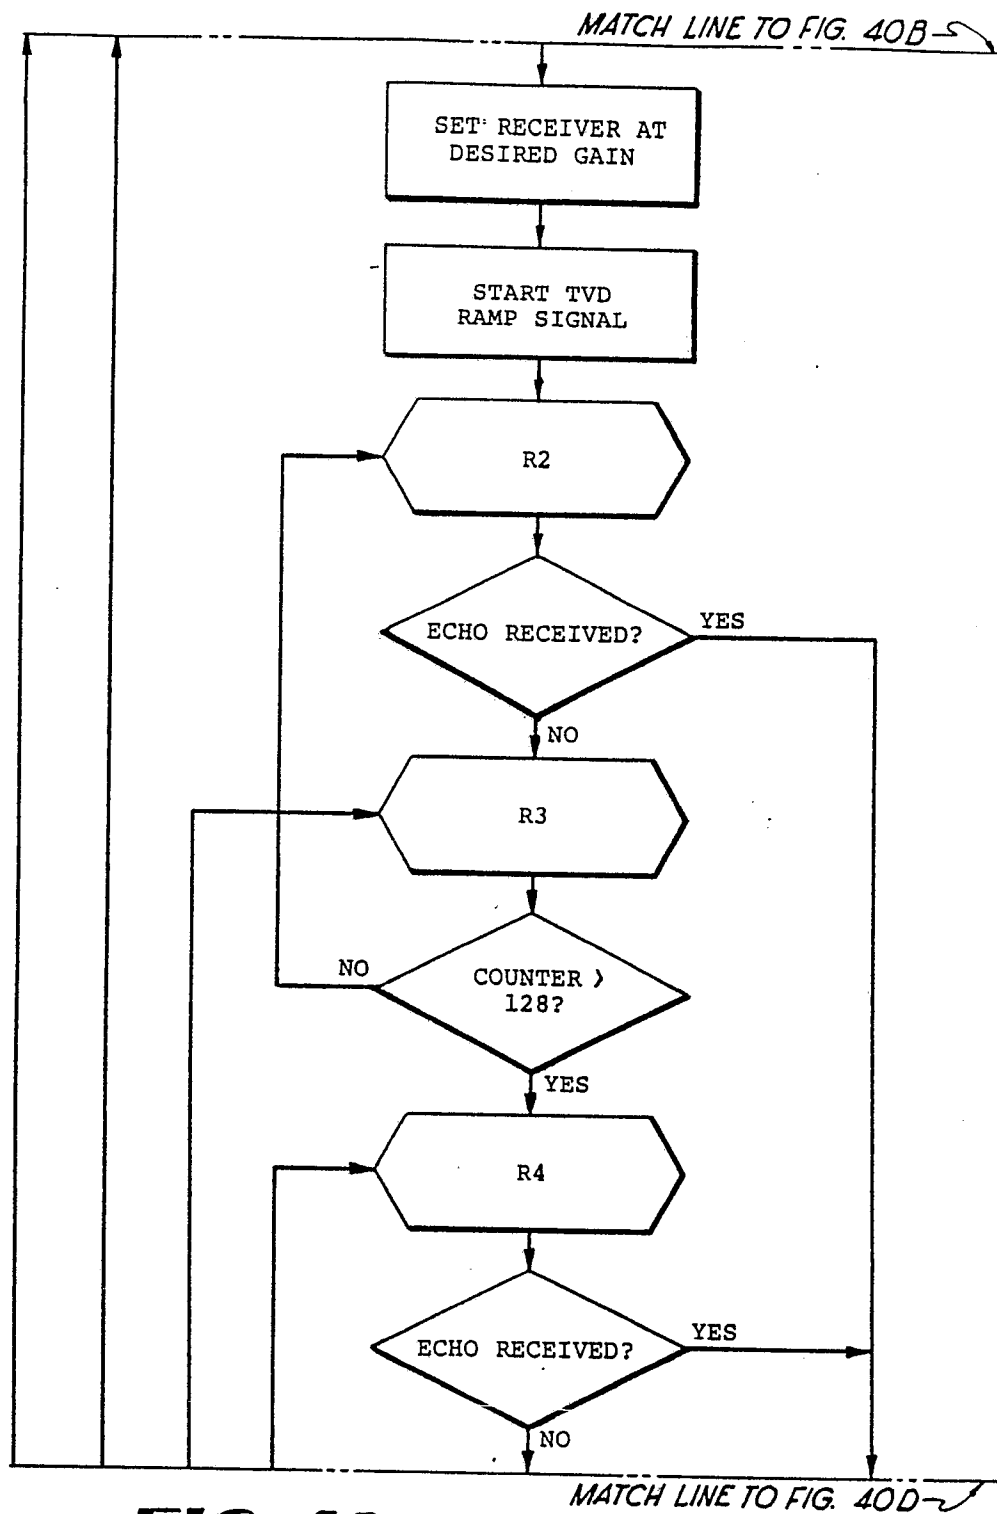 MATCH LINE TO FIG. 40B
SET RECEIVER AT
DESIRED GAIN
START TVD
RAMP SIGNAL
R2
ECHO RECEIVED?
YES
NO
R3
NO
COUNTER >
128?
YES
R4
ECHO RECEIVED?
YES
NO
MATCH LINE TO FIG. 40D